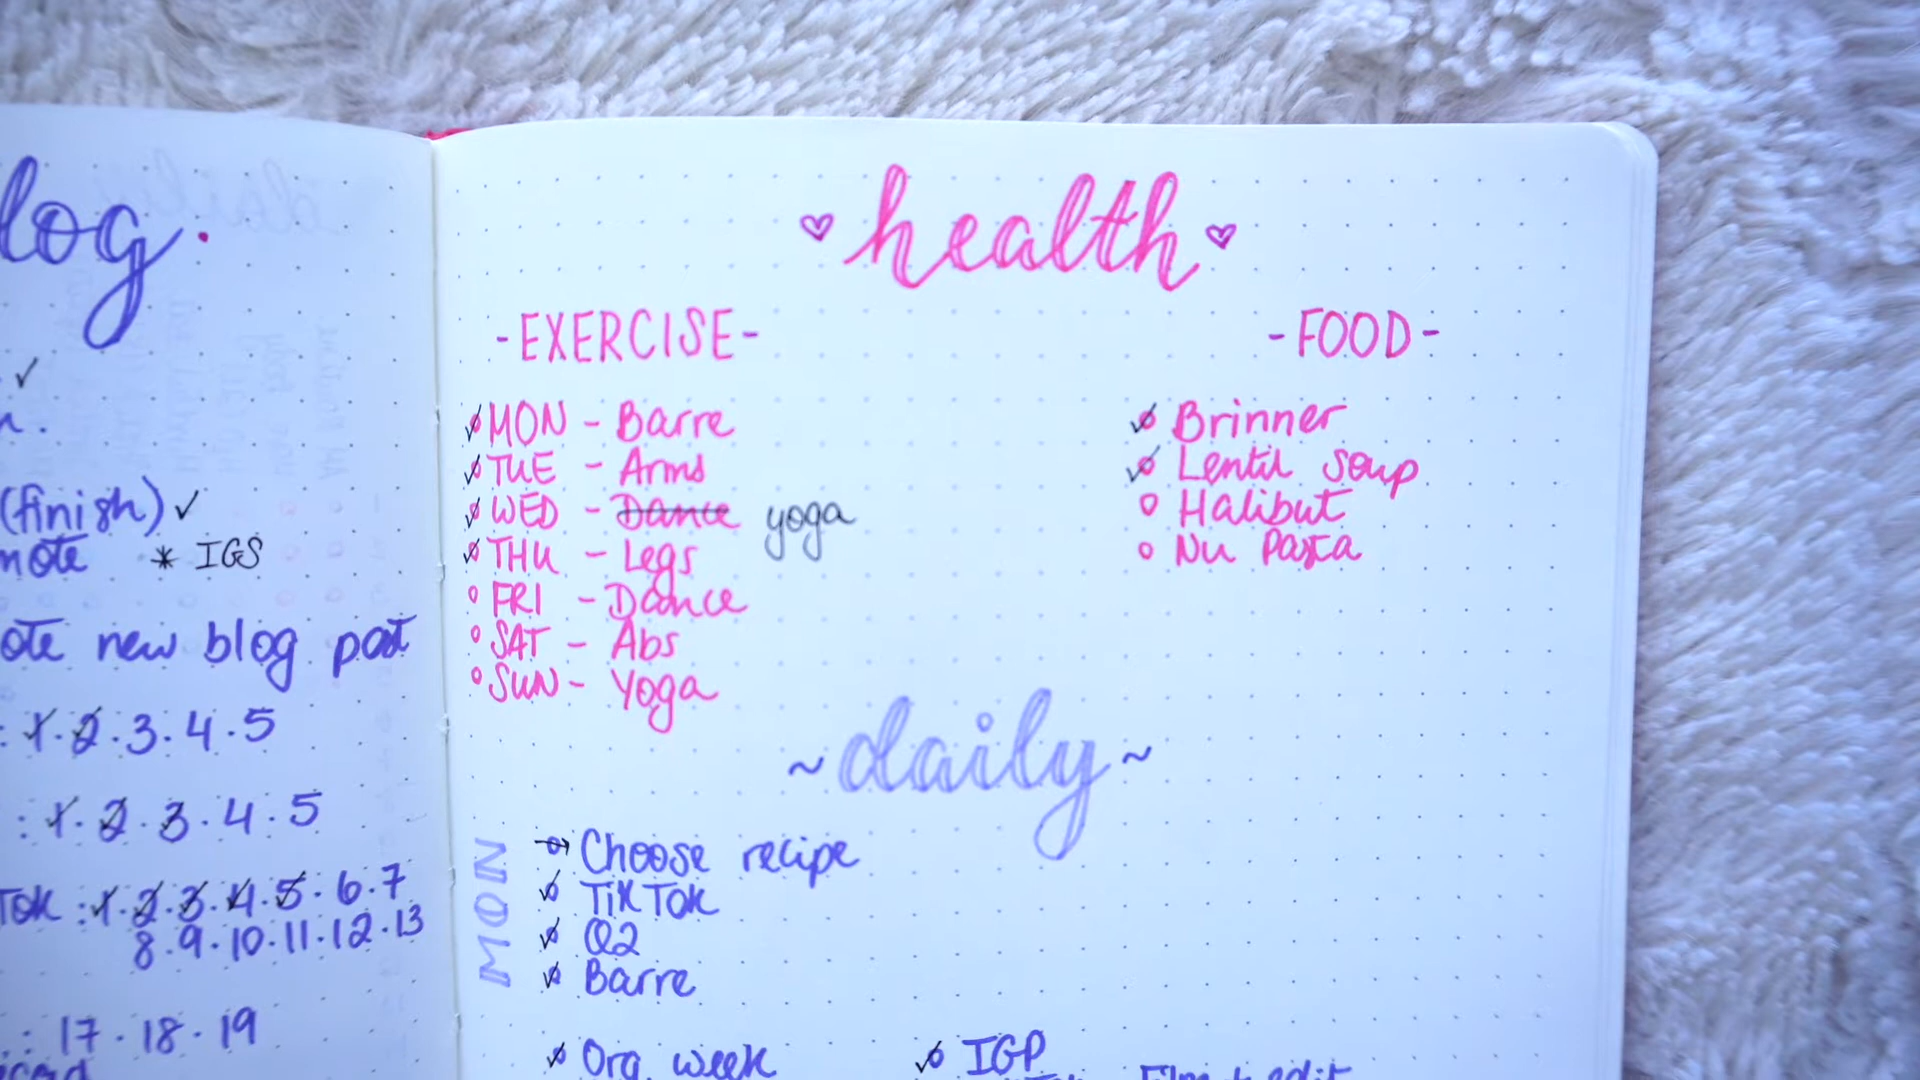 log.
health
-EXERCISE-
-FOOD-
MON - Barre
TUE - Arms
WED - Dance yoga
THU - Legs
FRI - Dance
SAT - Abs
SUN - Yoga
Brinner
Lentil Soup
Halibut
Nu Pasta
(finish)
note * IGS
ote new blog post
: 1 · 2 · 3 · 4 · 5
: 1 · 2 · 3 · 4 · 5
Tok : 1 · 2 · 3 · 4 · 5 · 6 · 7
8 · 9 · 10 · 11 · 12 · 13
: 17 · 18 · 19
~daily~
MON
Choose recipe
TikTok
Q2
Barre
Org. week
IGP
Film + edit